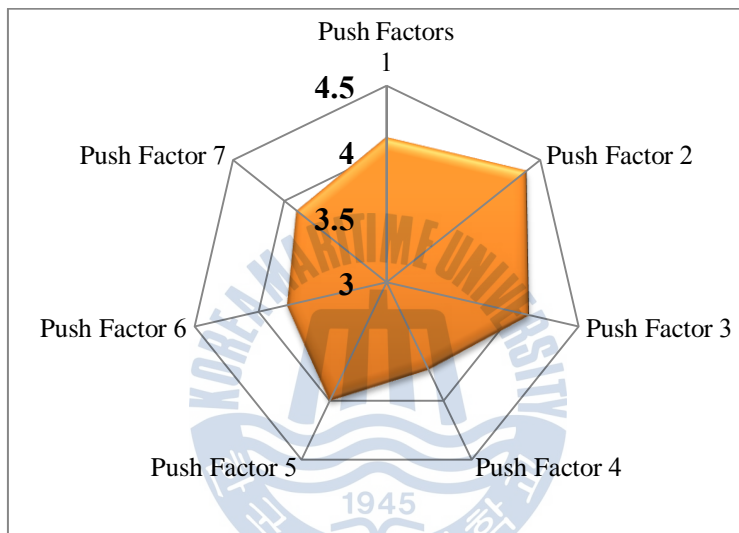 Push Factors
1
4.5
Push Factor 7
4
Push Factor 2
3.5
3
KOREA MARITIME UNIVERSITY
Push Factor 6
Push Factor 3
Push Factor 5
Push Factor 4
1945